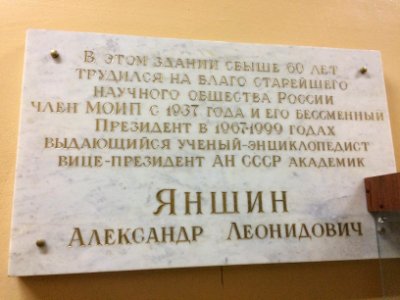 В ЭТОМ ЗДАНИИ СВЫШЕ 60 ЛЕТ
ТРУДИЛСЯ НА БЛАГО СТАРЕЙШЕГО
НАУЧНОГО ОБЩЕСТВА РОССИИ
ЧЛЕН МОИП С 1937 ГОДА И ЕГО БЕССМЕННЫЙ
ПРЕЗИДЕНТ В 1967-1999 ГОДАХ
ВЫДАЮЩИЙСЯ УЧЕНЫЙ-ЭНЦИКЛОПЕДИСТ
ВИЦЕ-ПРЕЗИДЕНТ АН СССР АКАДЕМИК
ЯНШИН
АЛЕКСАНДР ЛЕОНИДОВИЧ